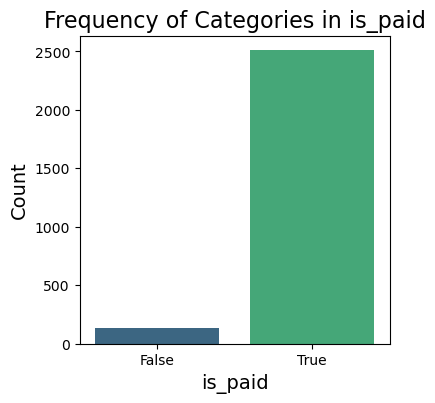 Frequency of Categories in is_paid
2500
2000
1500
1000
500
0
Count
False True
is_paid